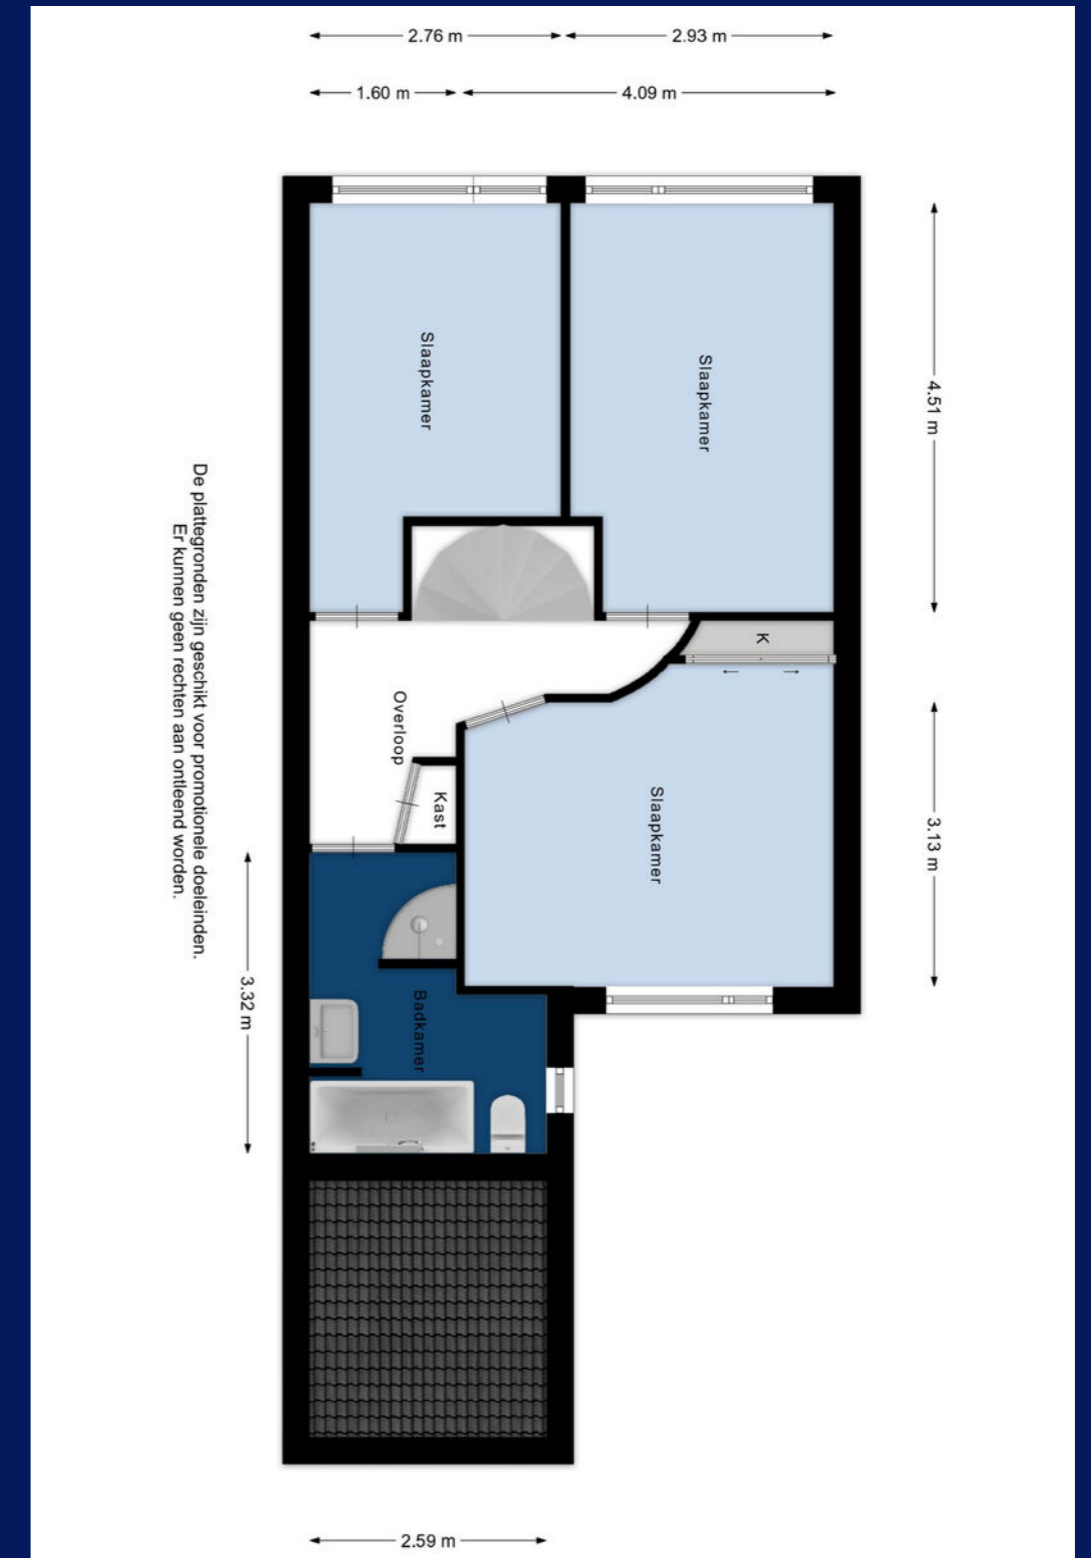 2.76 m
2.93 m
1.60 m
4.09 m
Slaapkamer
Slaapkamer
4.51 m
K
Overloop
Kast
Slaapkamer
3.13 m
De plattegronden zijn geschikt voor promotionele doeleinden.
Er kunnen geen rechten aan ontleend worden.
3.32 m
Badkamer
2.59 m